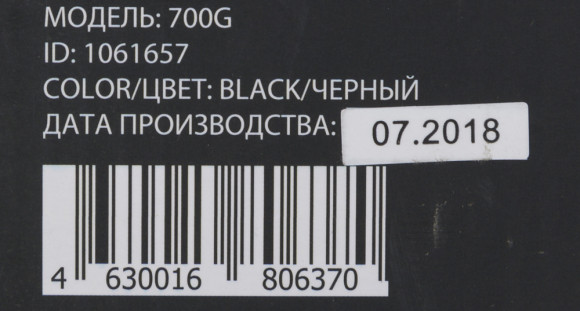 МОДЕЛЬ: 700G
ID: 1061657
COLOR/ЦВЕТ: BLACK/ЧЕРНЫЙ
ДАТА ПРОИЗВОДСТВА: 07.2018
4 630016 806370